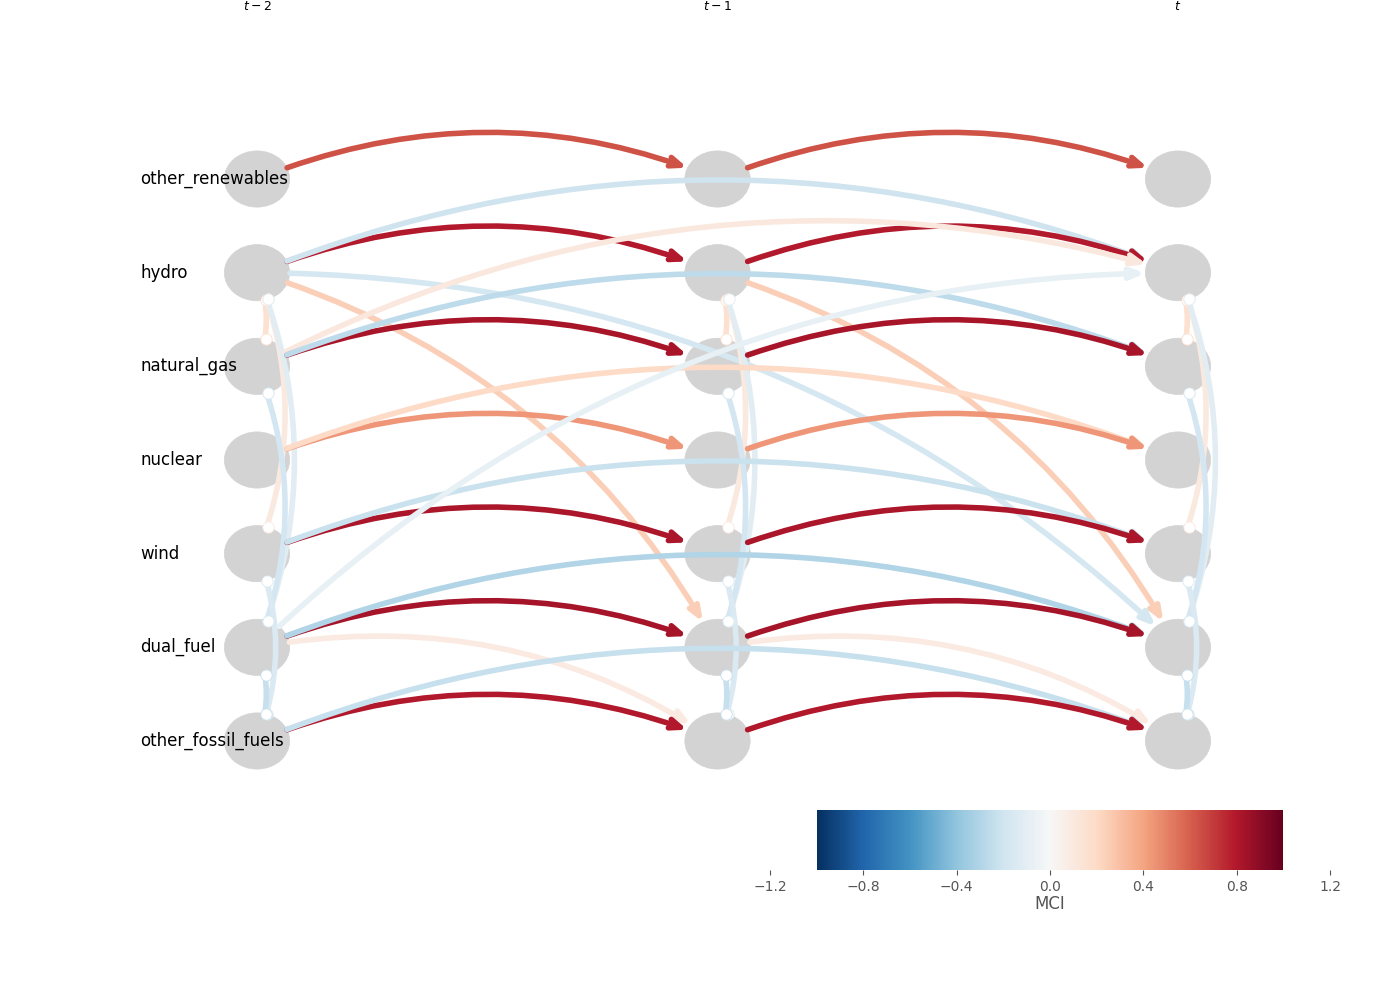 t − 2 t − 1 t
other_renewables
hydro
natural_gas
nuclear
wind
dual_fuel
other_fossil_fuels
−1.2 −0.8 −0.4 0.0 0.4 0.8 1.2
MCI